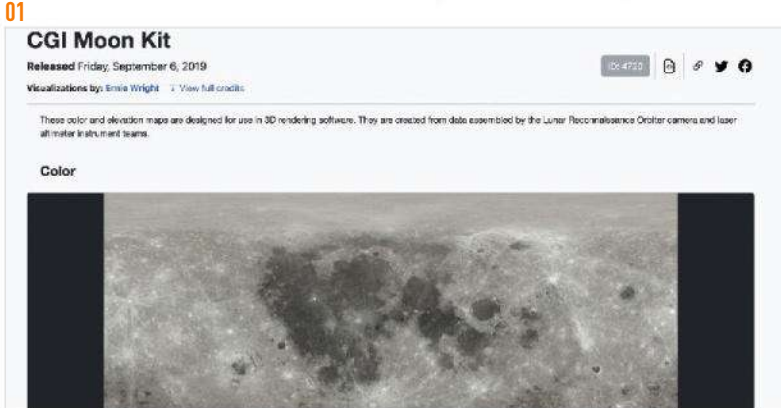 01
CGI Moon Kit
Released Friday, September 6, 2019
ID: 4720
Visualizations by: Ernie Wright View full credits
These color and elevation maps are designed for use in 3D rendering software. They are created from data assembled by the Lunar Reconnaissance Orbiter camera and laser
altimeter instrument teams.
Color